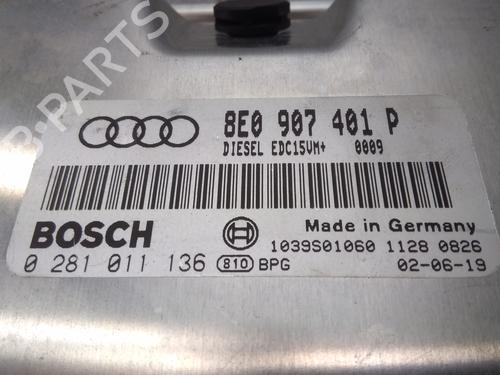 B-PARTS
8E0 907 401 P
DIESEL EDC15VM+ 0009
BOSCH
Made in Germany
1039S01060 1128 0826
0 281 011 136 810 BPG 02-06-19